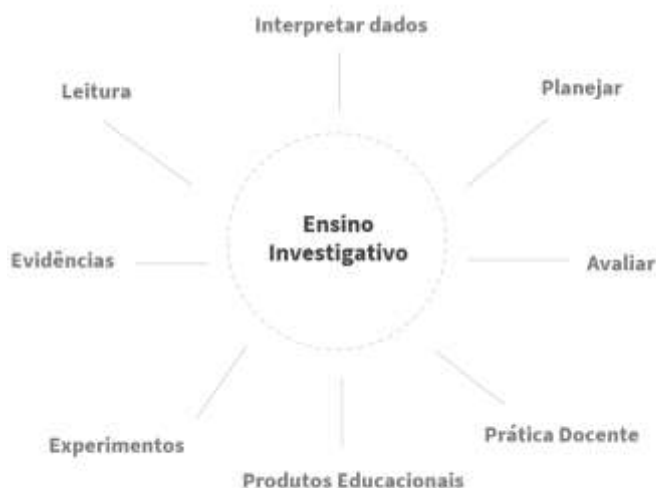 Interpretar dados
Leitura
Planejar
Ensino
Investigativo
Evidências
Avaliar
Experimentos
Prática Docente
Produtos Educacionais